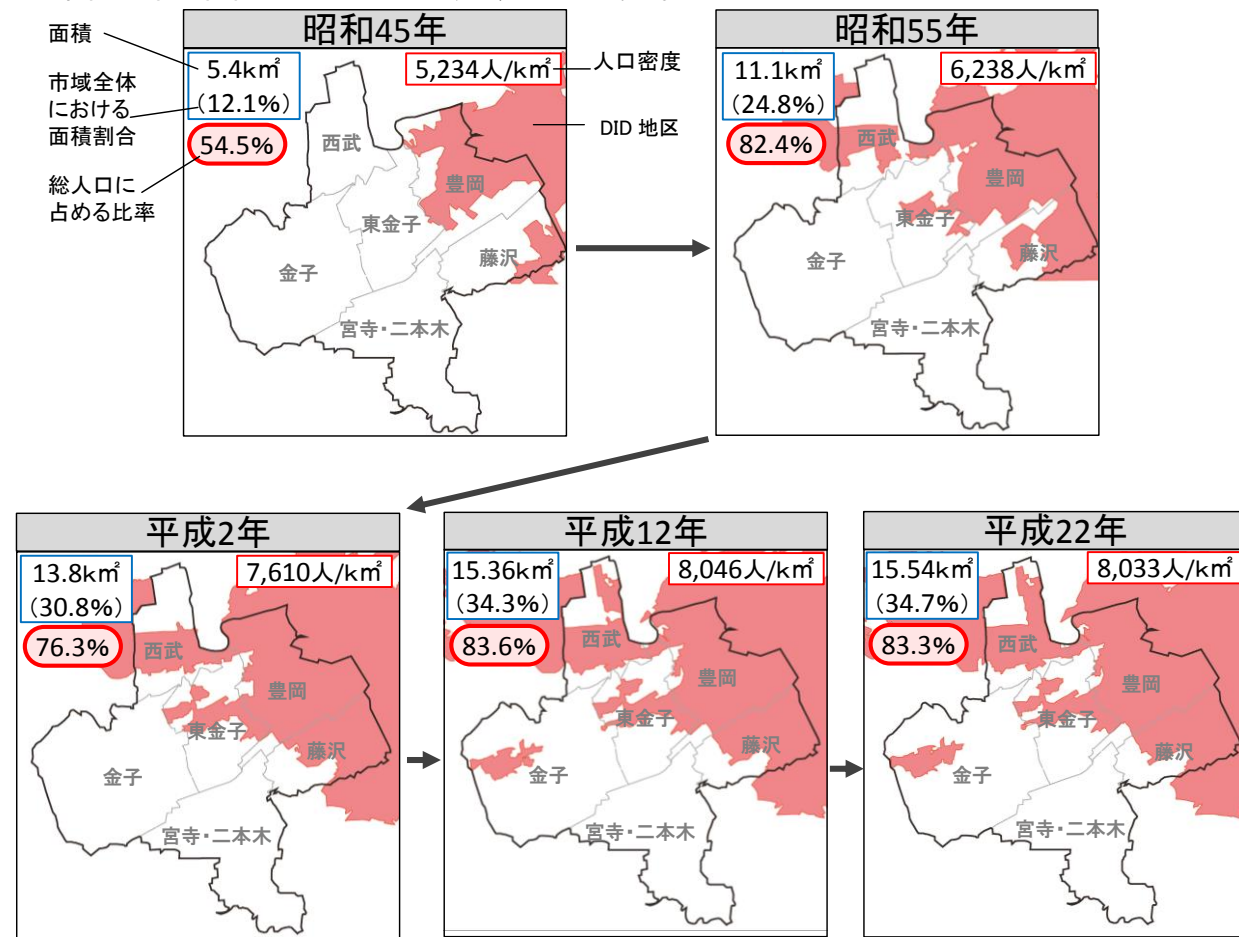 昭和45年
面積
5.4k㎡
5,234人/k㎡
人口密度
市域全体
における
面積割合
(12.1%)
DID 地区
54.5%
総人口に
占める比率
西武
豊岡
東金子
金子
藤沢
宮寺・二本木
昭和55年
11.1k㎡
6,238人/k㎡
(24.8%)
82.4%
西武
豊岡
東金子
金子
藤沢
宮寺・二本木
平成2年
13.8k㎡
7,610人/k㎡
(30.8%)
76.3%
西武
豊岡
東金子
藤沢
金子
宮寺・二本木
平成12年
15.36k㎡
8,046人/k㎡
(34.3%)
83.6%
西武
豊岡
東金子
藤沢
金子
宮寺・二本木
平成22年
15.54k㎡
8,033人/k㎡
(34.7%)
83.3%
西武
豊岡
東金子
藤沢
金子
宮寺・二本木